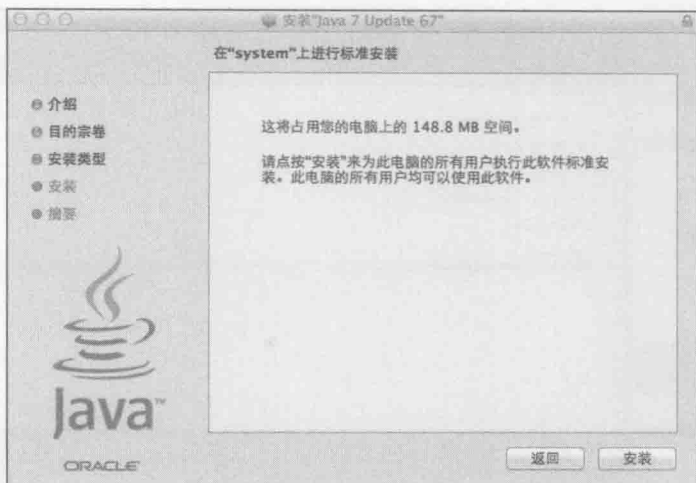 安装"Java 7 Update 67"
在"system"上进行标准安装
介绍
目的宗卷
安装类型
安装
摘要
这将占用您的电脑上的 148.8 MB 空间。
请点按"安装"来为此电脑的所有用户执行此软件标准安
装。此电脑的所有用户均可以使用此软件。
Java™
ORACLE
返回
安装